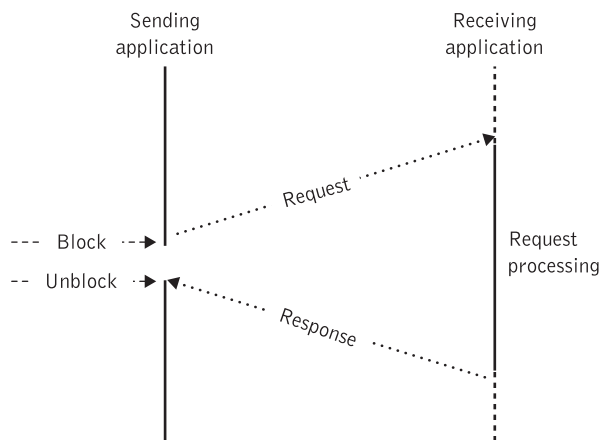 Sending
application
Receiving
application
Request
Block
Request
processing
Unblock
Response